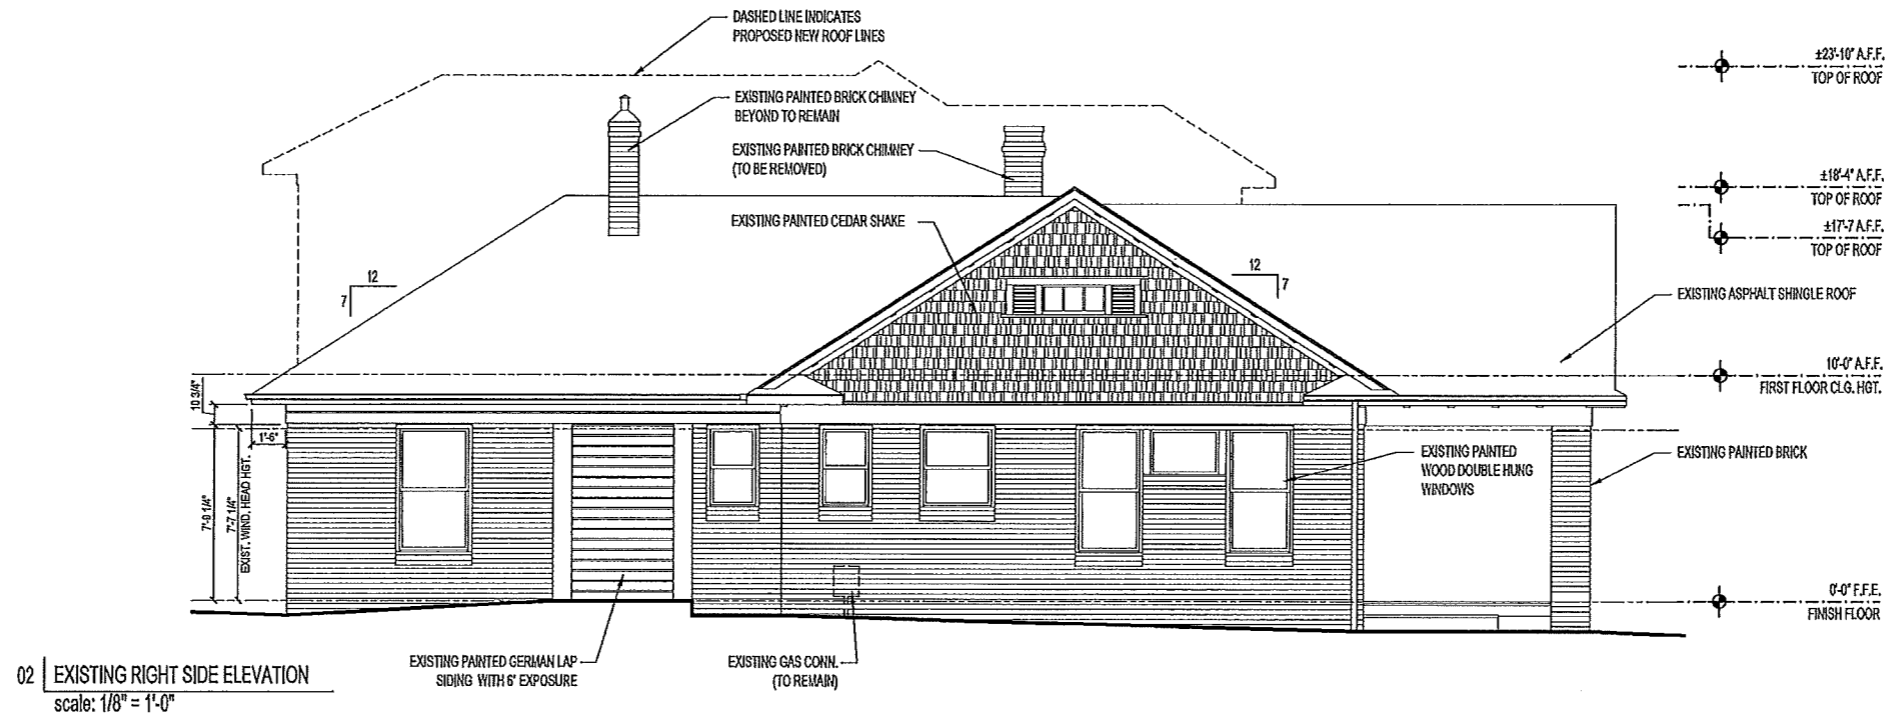 DASHED LINE INDICATES
PROPOSED NEW ROOF LINES
±23'-10" A.F.F.
TOP OF ROOF
EXISTING PAINTED BRICK CHIMNEY
BEYOND TO REMAIN
EXISTING PAINTED BRICK CHIMNEY
(TO BE REMOVED)
±18'-4" A.F.F.
TOP OF ROOF
EXISTING PAINTED CEDAR SHAKE
±17'-7 A.F.F.
TOP OF ROOF
12
7
12
7
EXISTING ASPHALT SHINGLE ROOF
10'-0" A.F.F.
FIRST FLOOR CLG. HGT.
10 3/4"
1'-6"
7'-9 1/4"
7'-7 1/4"
EXIST. WIND. HEAD HGT.
EXISTING PAINTED
WOOD DOUBLE HUNG
WINDOWS
EXISTING PAINTED BRICK
0'-0" F.F.E.
FINISH FLOOR
EXISTING PAINTED GERMAN LAP
SIDING WITH 6" EXPOSURE
EXISTING GAS CONN.
(TO REMAIN)
02 EXISTING RIGHT SIDE ELEVATION
scale: 1/8" = 1'-0"